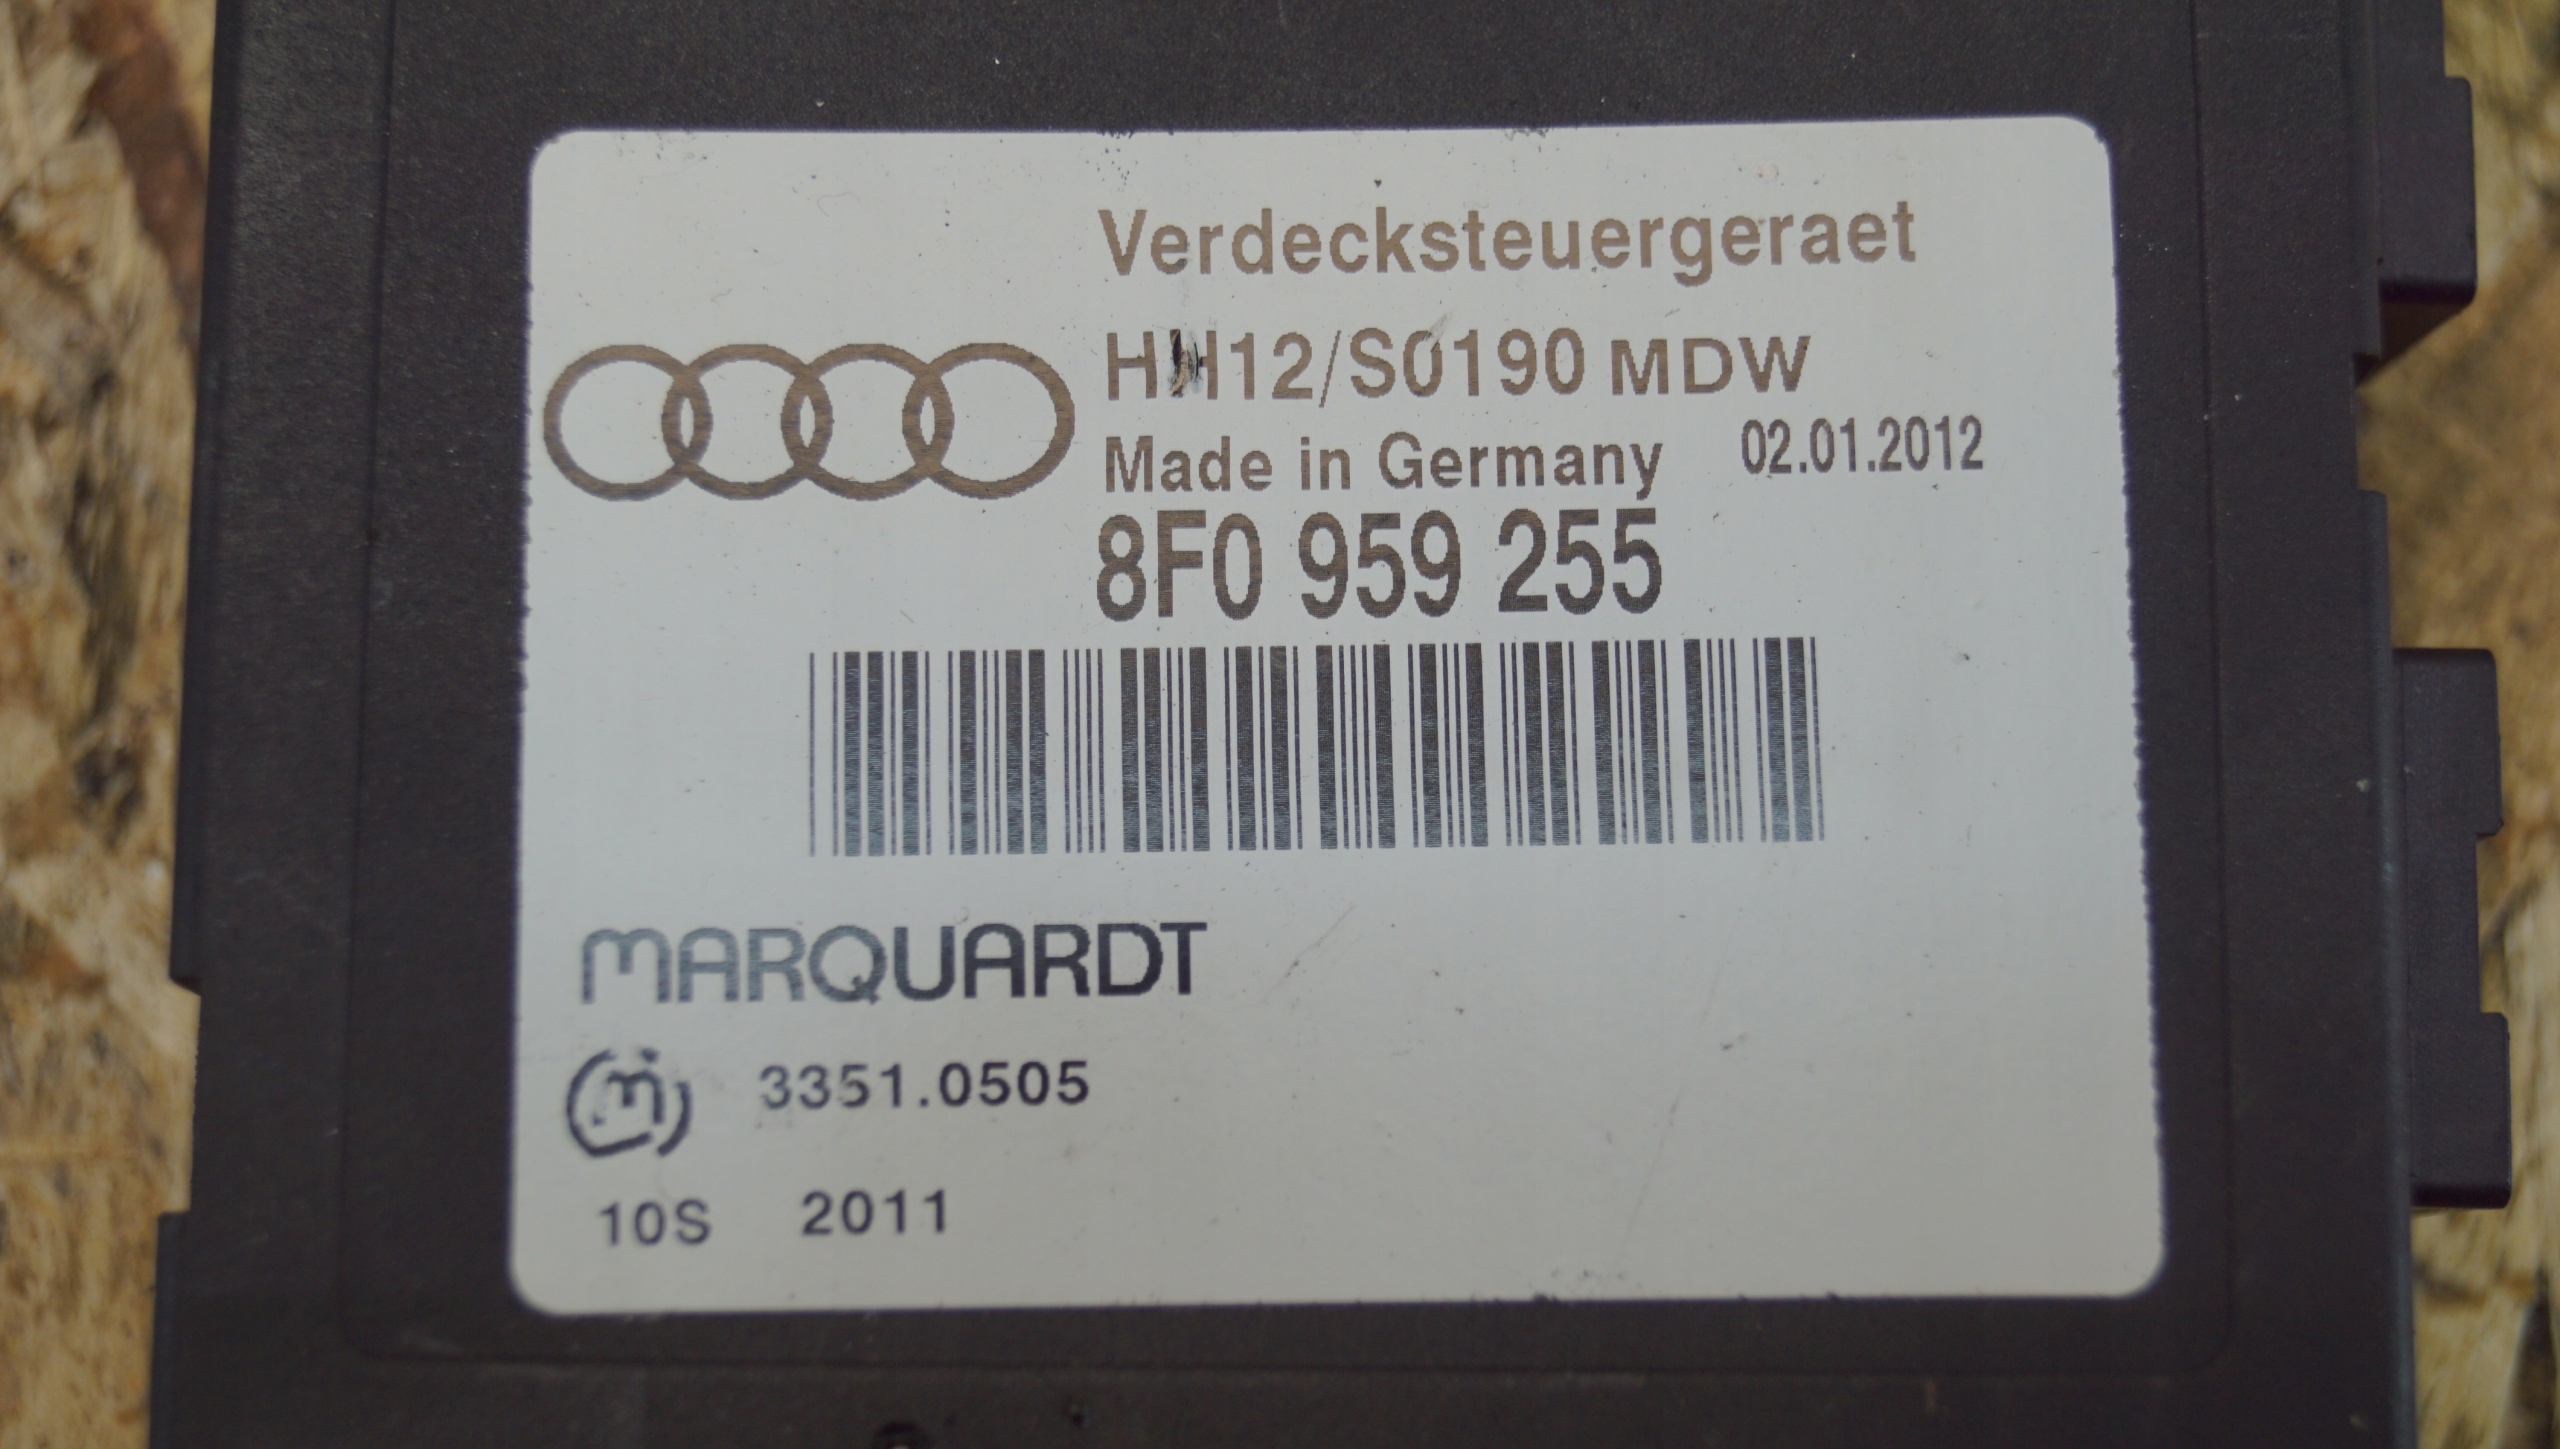 Verdecksteuergeraet
HH12/S0190 MDW
Made in Germany 02.01.2012
8F0 959 255
MARQUARDT
m 3351.0505
10S 2011